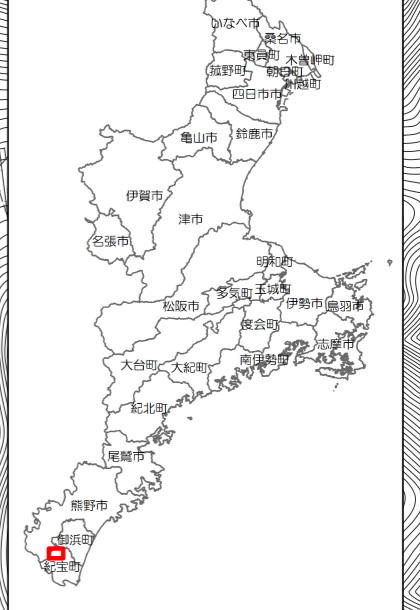 いなべ市
桑名市
東員町
木曽岬町
菰野町
朝日町
川越町
四日市市
亀山市
鈴鹿市
伊賀市
津市
名張市
明和町
多気町
玉城町
松阪市
伊勢市
鳥羽市
度会町
志摩市
南伊勢町
大台町
大紀町
紀北町
尾鷲市
熊野市
御浜町
紀宝町